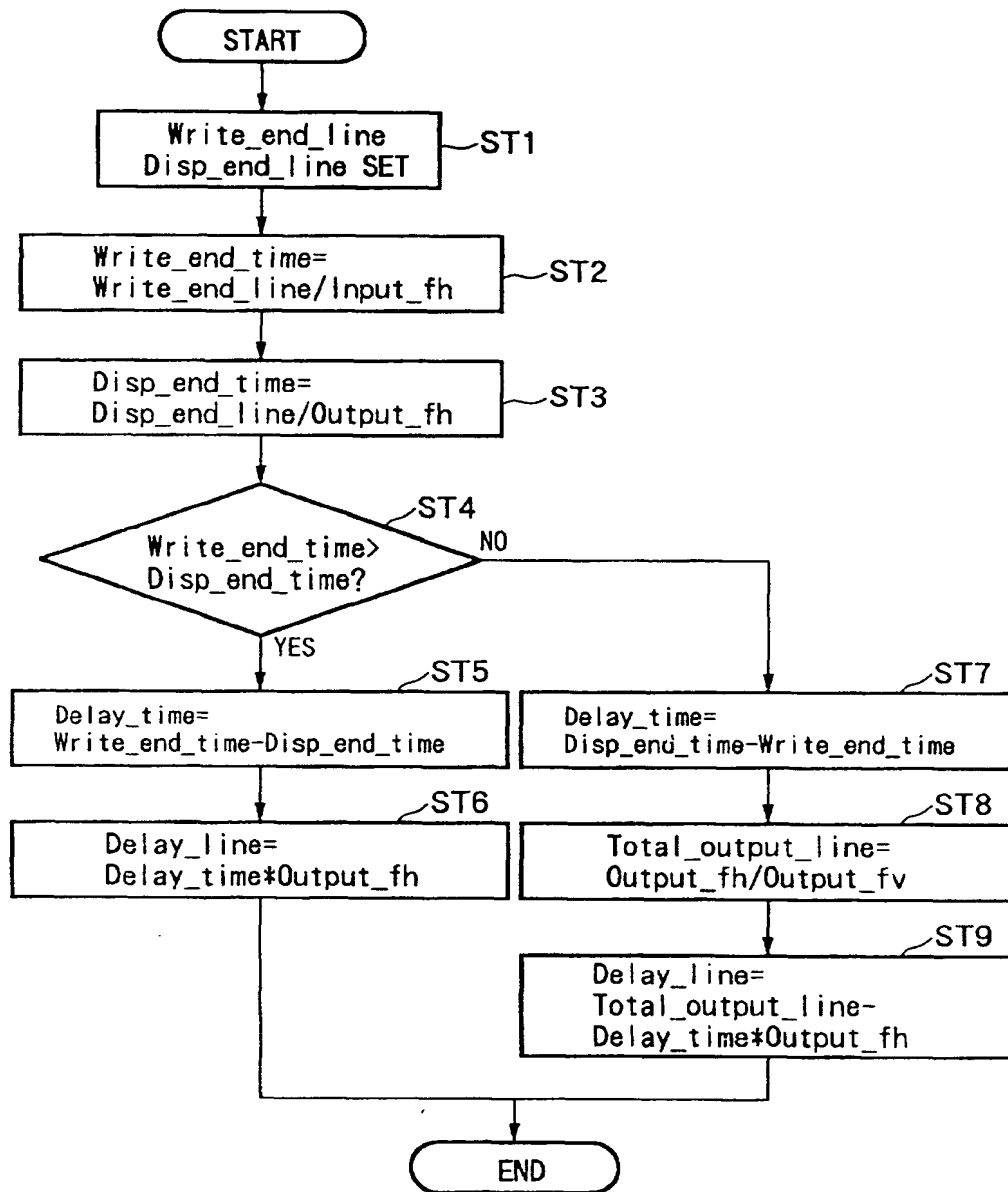 START
Write_end_line
Disp_end_line SET
ST1
Write_end_time=
Write_end_line/Input_fh
ST2
Disp_end_time=
Disp_end_line/Output_fh
ST3
ST4
Write_end_time>
Disp_end_time?
NO
YES
ST5
Delay_time=
Write_end_time-Disp_end_time
ST6
Delay_line=
Delay_time*Output_fh
ST7
Delay_time=
Disp_end_time-Write_end_time
ST8
Total_output_line=
Output_fh/Output_fv
ST9
Delay_line=
Total_output_line-
Delay_time*Output_fh
END